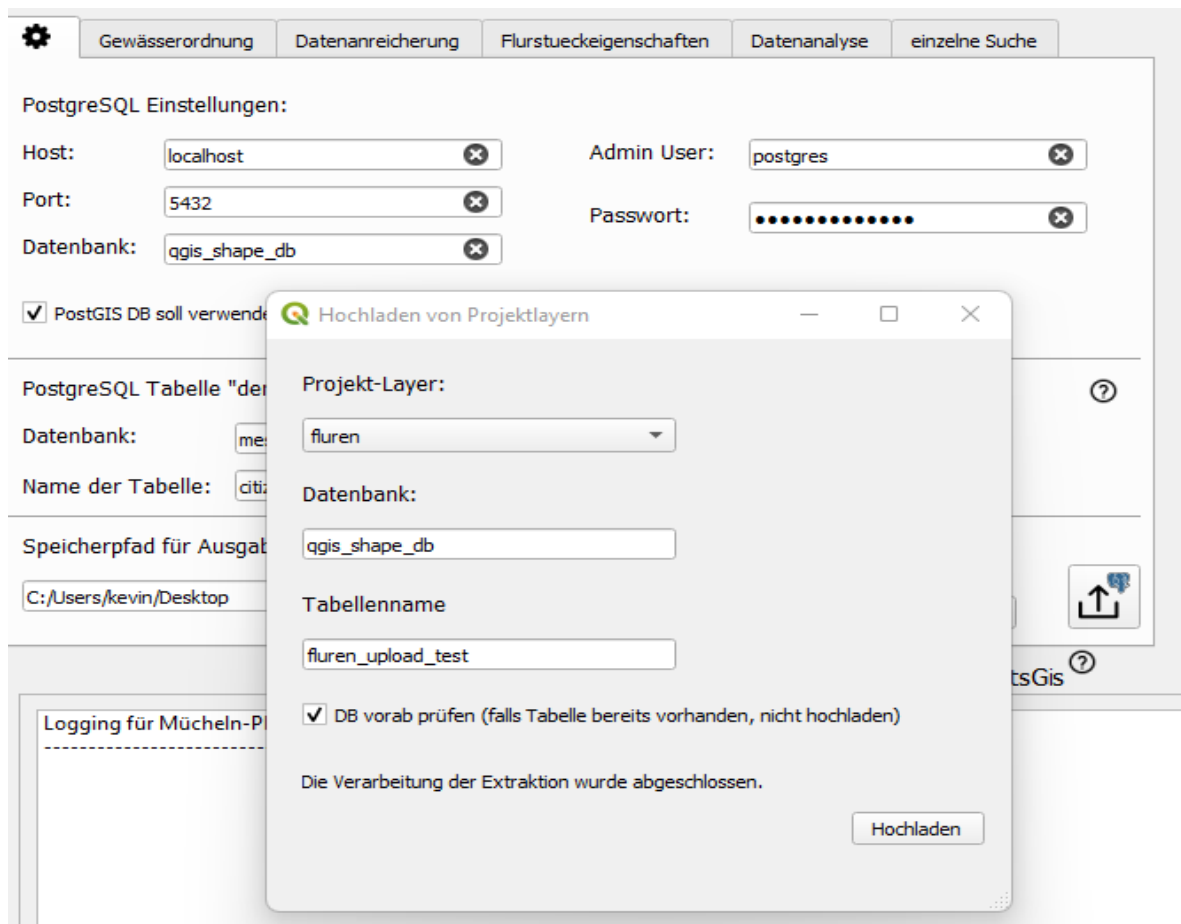 Gewässerordnung Datenanreicherung Flurstueckeigenschaften Datenanalyse einzelne Suche
PostgreSQL Einstellungen:
Host: localhost Admin User: postgres
Port: 5432 Passwort: •••••••••••••
Datenbank: qgis_shape_db
PostGIS DB soll verwende
Hochladen von Projektlayern
Projekt-Layer:
fluren
Datenbank:
qgis_shape_db
Tabellenname
fluren_upload_test
DB vorab prüfen (falls Tabelle bereits vorhanden, nicht hochladen)
Die Verarbeitung der Extraktion wurde abgeschlossen.
Hochladen
PostgreSQL Tabelle "der
Datenbank: mes
Name der Tabelle: citiz
Speicherpfad für Ausgab
C:/Users/kevin/Desktop
tsGis
Logging für Mücheln-Pl
------------------------